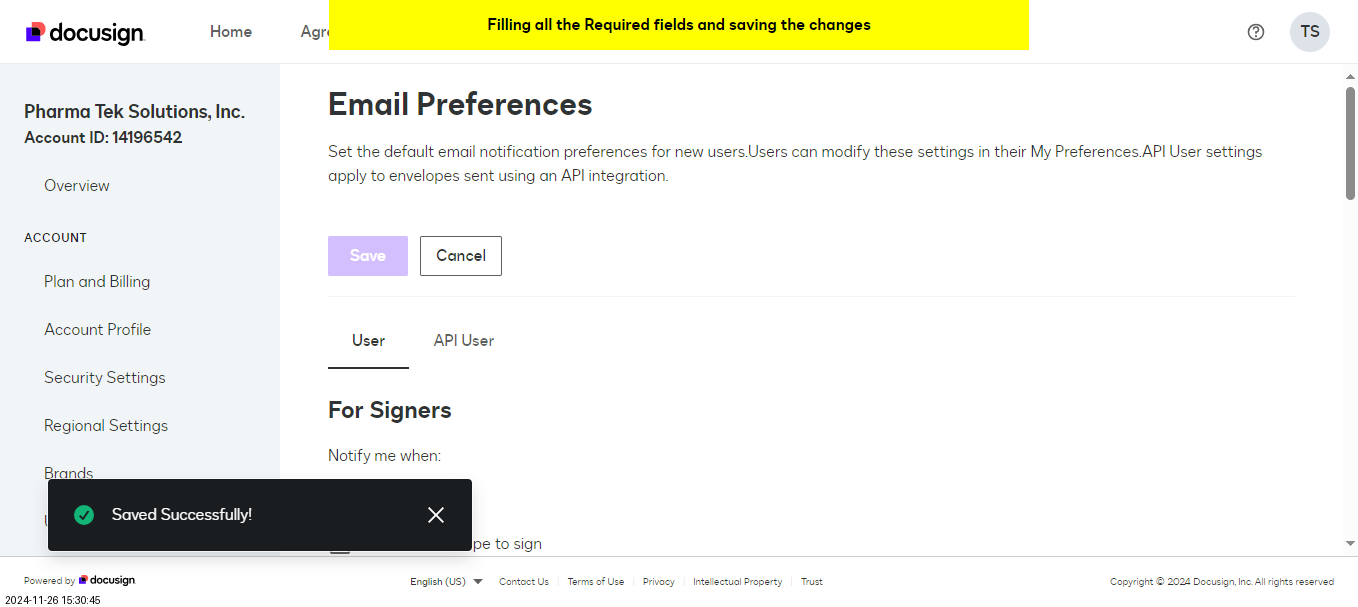 docusign
Home
Agre
Filling all the Required fields and saving the changes
TS
Pharma Tek Solutions, Inc.
Account ID: 14196542
Overview
ACCOUNT
Plan and Billing
Account Profile
Security Settings
Regional Settings
Brands
Email Preferences
Set the default email notification preferences for new users.Users can modify these settings in their My Preferences.API User settings
apply to envelopes sent using an API integration.
Save
Cancel
User
API User
For Signers
Notify me when:
pe to sign
Saved Successfully!
Powered by docusign
English (US)
Contact Us
Terms of Use
Privacy
Intellectual Property
Trust
Copyright © 2024 Docusign, Inc. All rights reserved
2024-11-26 15:30:45